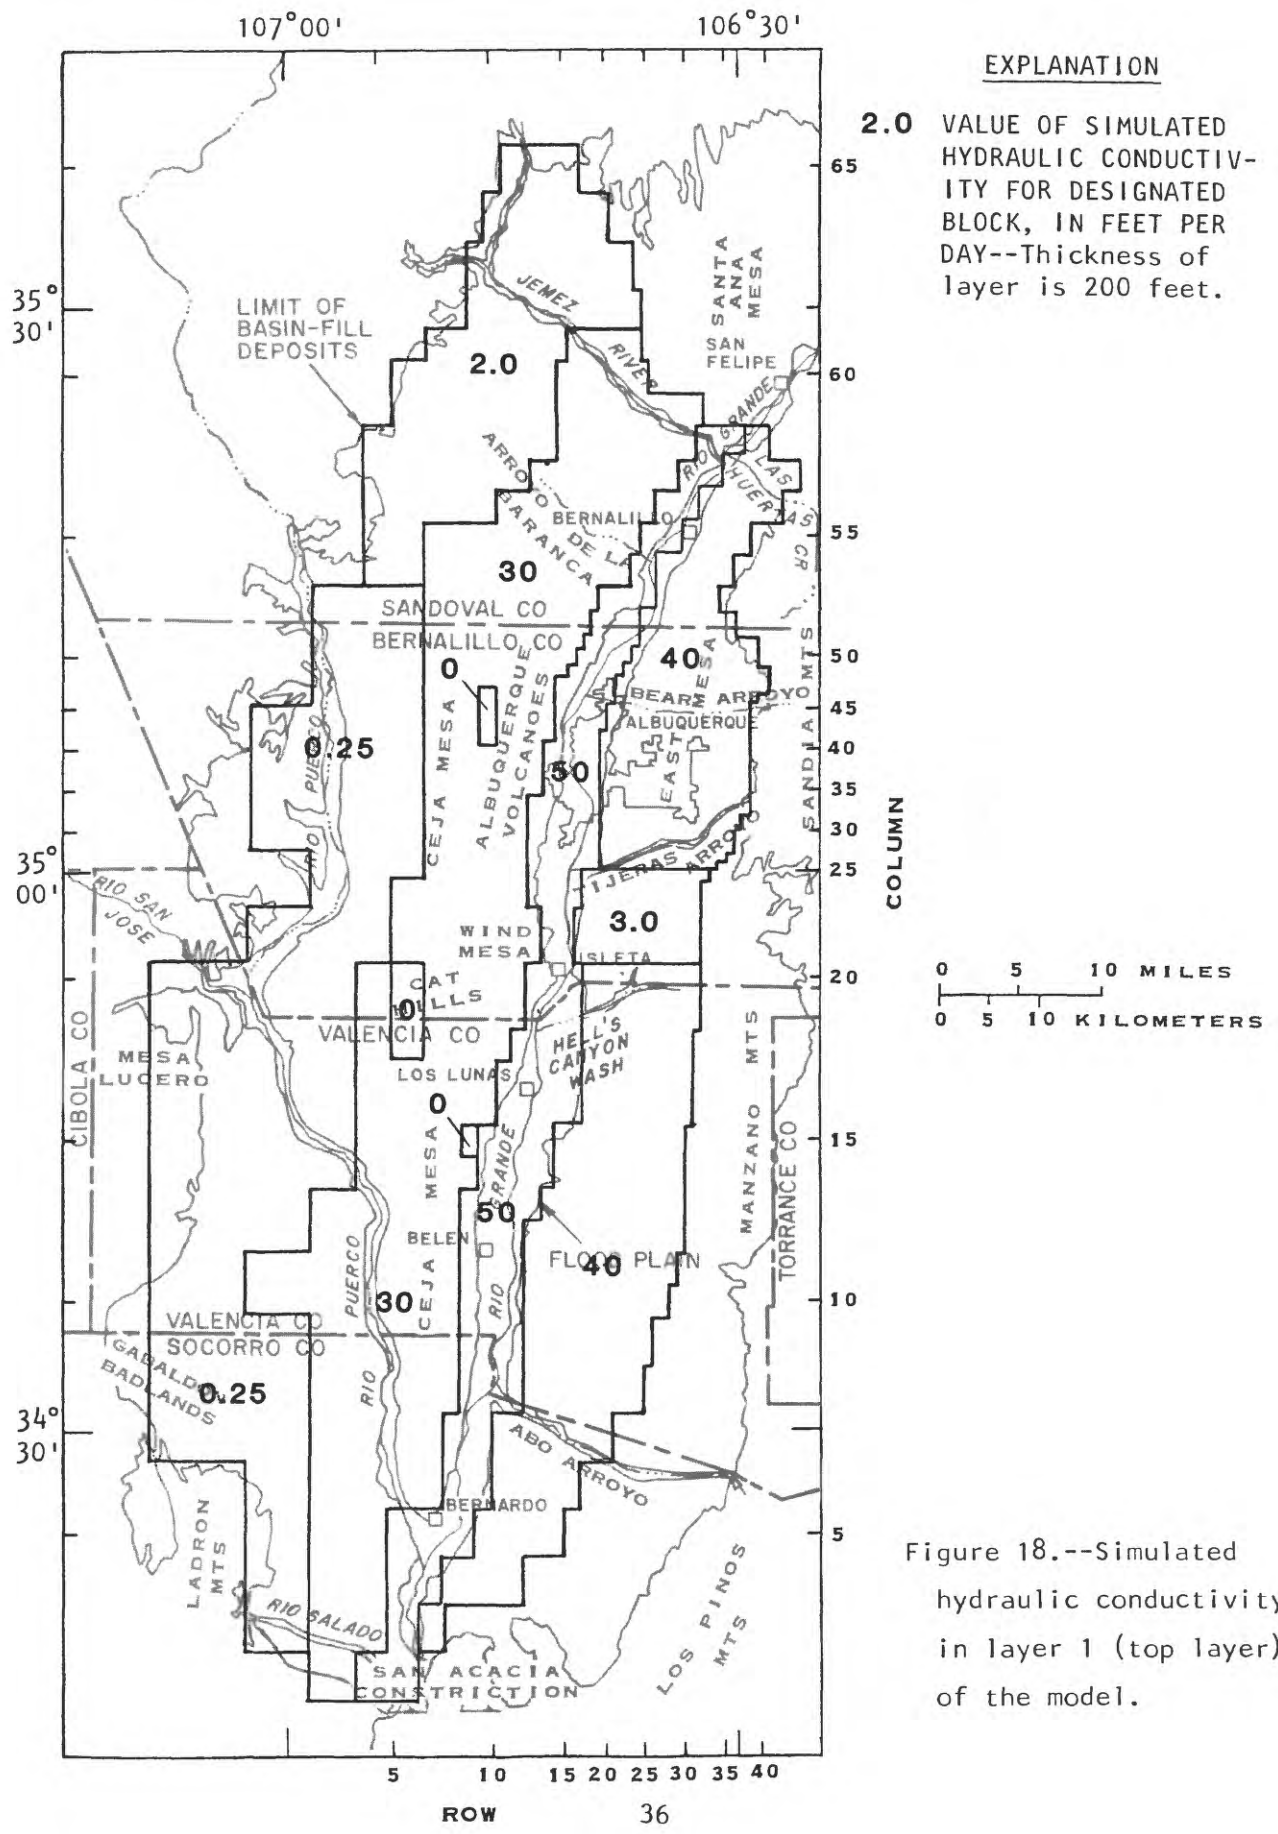 107°00'
106°30'
EXPLANATION
2.0 VALUE OF SIMULATED
HYDRAULIC CONDUCTIV-
ITY FOR DESIGNATED
BLOCK, IN FEET PER
DAY--Thickness of
layer is 200 feet.
65
SANTA
ANA
MESA
35°
30'
LIMIT OF
BASIN-FILL
DEPOSITS
JEMEZ
RIVER
SAN
FELIPE
2.0
60
RIO GRANDE
LAS
HUERTAS CR
ARROYO
DE LA
BARANCA
BERNALILLO
55
30
SANDOVAL CO
BERNALILLO CO
50
0
40
EAST MESA
BEAR ARROYO
ALBUQUERQUE
45
SANDIA MTS
40
0.25
RIO PUERCO
CEJA MESA
ALBUQUERQUE
VOLCANOES
50
35
30
COLUMN
TIJERAS ARROYO
35°
00'
25
RIO SAN
JOSE
WIND
MESA
3.0
ISLETA
20
0 5 10 MILES
0 5 10 KILOMETERS
CAT
HILLS
0
VALENCIA CO
HELL'S
CANYON
WASH
CIBOLA CO
MESA
LUCERO
LOS LUNAS
0
MANZANO MTS
TORRANCE CO
15
CEJA MESA
RIO GRANDE
50
BELEN
FLOOD PLAIN
40
RIO PUERCO
30
10
VALENCIA CO
SOCORRO CO
GABALDON
BADLANDS
0.25
34°
30'
ABO ARROYO
BERNARDO
5
LADRON
MTS
RIO SALADO
LOS PINOS
MTS
SAN ACACIA
CONSTRICTION
Figure 18.--Simulated
hydraulic conductivity
in layer 1 (top layer)
of the model.
5 10 15 20 25 30 35 40
ROW
36